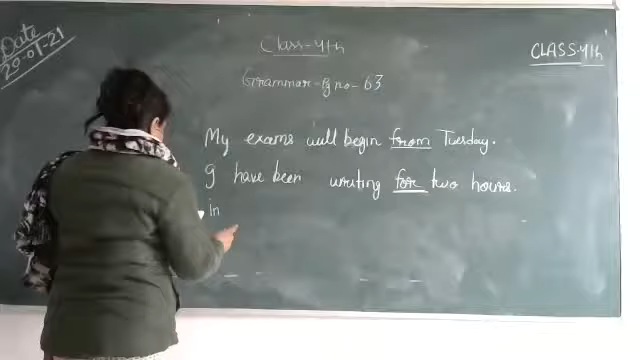 Date
20-01-21
Class-4th
CLASS-4th
Grammar-Pg no- 63
My exams will begin from Tuesday.
I have been writing for two hours.
in